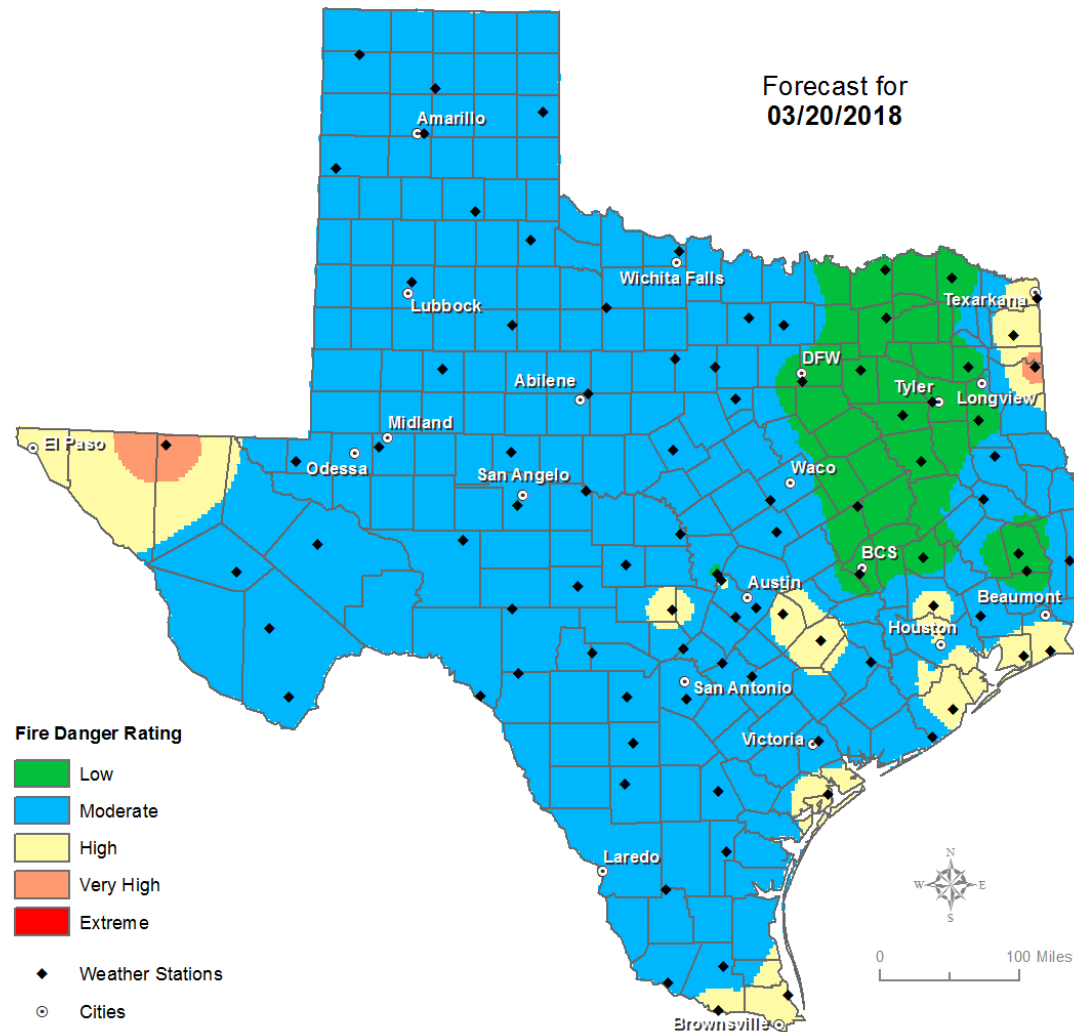 Forecast for
03/20/2018
Amarillo
Wichita Falls
Texarkana
Lubbock
DFW
Abilene
Tyler
Longview
Midland
El Paso
Odessa
Waco
San Angelo
BCS
Austin
Beaumont
Houston
San Antonio
Victoria
Fire Danger Rating
Low
Moderate
High
Laredo
N
W
E
S
Very High
Extreme
0 100 Miles
Weather Stations
Cities
Brownsville